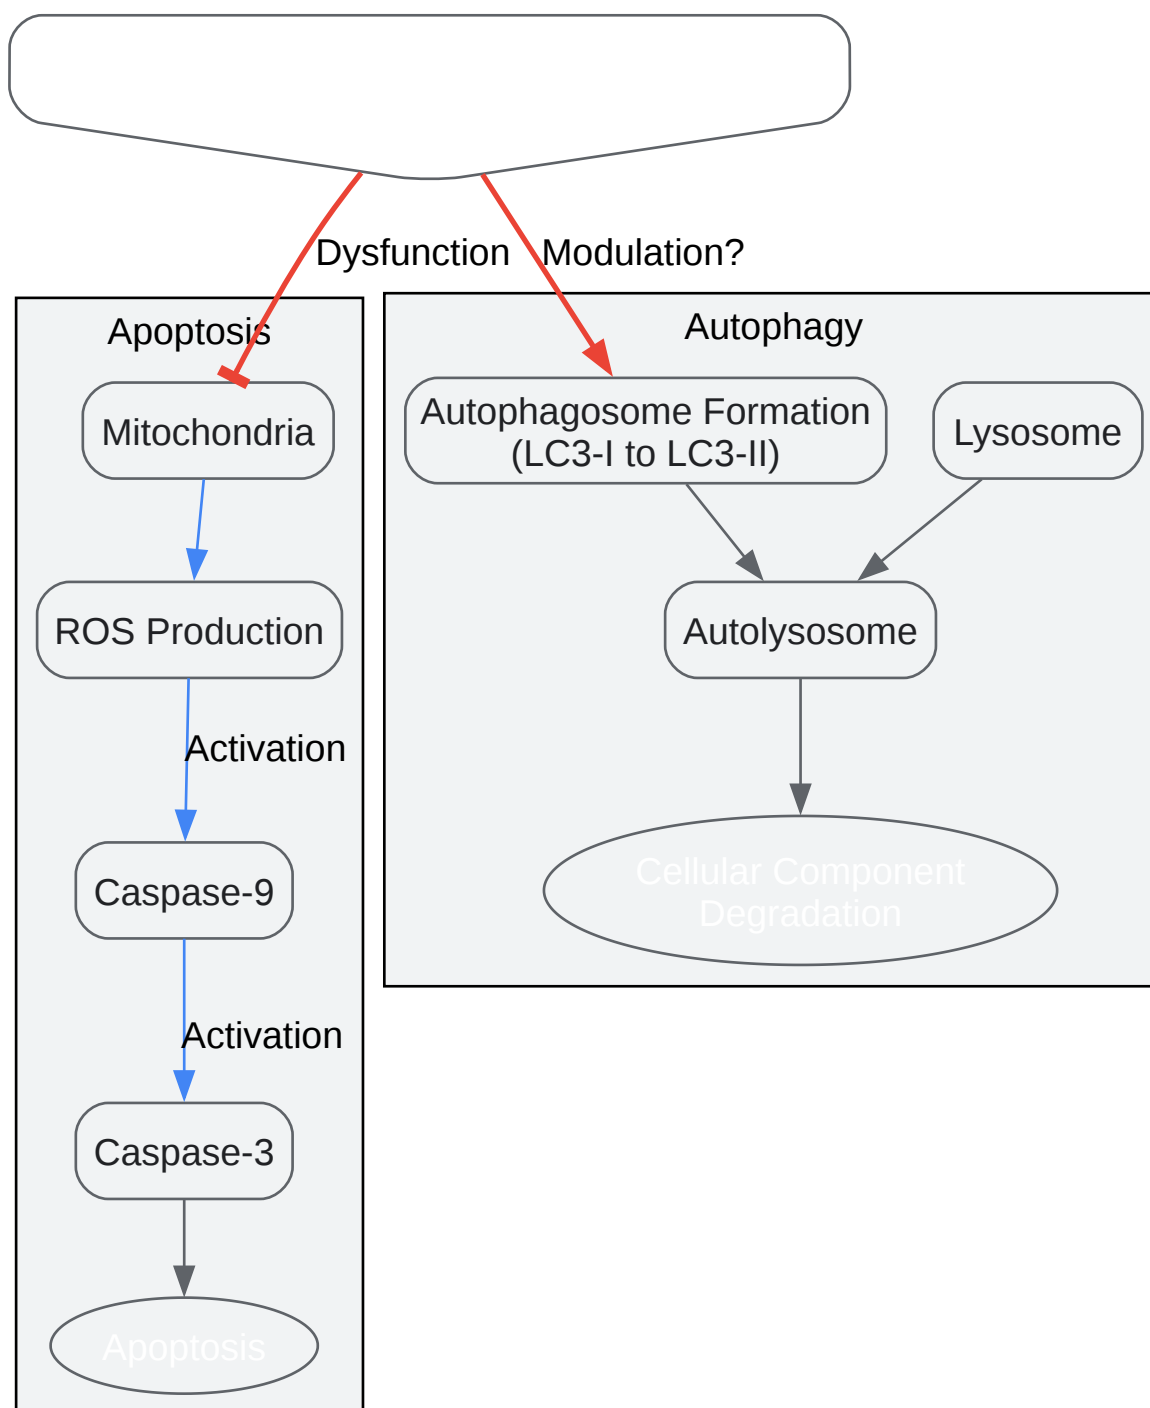 Dysfunction
Modulation?
Apoptosis
Mitochondria
ROS Production
Activation
Caspase-9
Activation
Caspase-3
Apoptosis
Autophagy
Autophagosome Formation
(LC3-I to LC3-II)
Lysosome
Autolysosome
Cellular Component
Degradation